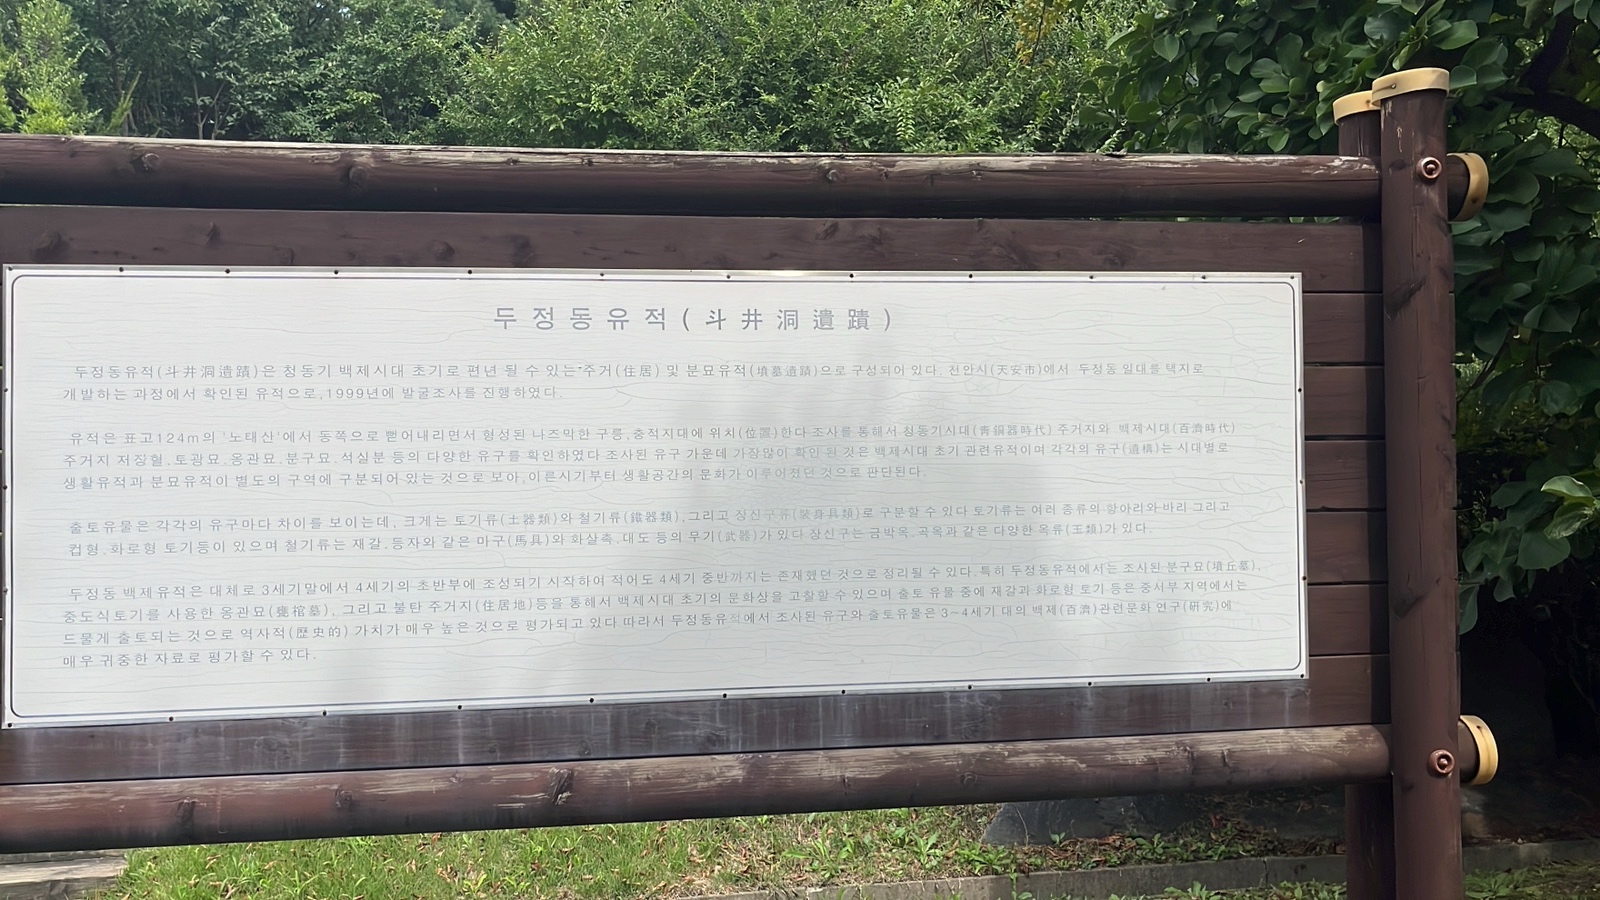 두정동유적(斗井洞遺蹟)
두정동유적(斗井洞遺蹟)은 청동기 백제시대 초기로 편년 될 수 있는 주거(住居) 및 분묘유적(墳墓遺蹟)으로 구성되어 있다. 천안시(天安市)에서 두정동 일대를 택지로
개발하는 과정에서 확인된 유적으로, 1999년에 발굴조사를 진행하였다.
유적은 표고124m의 '노태산'에서 동쪽으로 뻗어내리면서 형성된 나즈막한 구릉,충적지대에 위치(位置)한다 조사를 통해서 청동기시대(靑銅器時代) 주거지와 백제시대(百濟時代)
주거지 저장혈.토광묘.옹관묘.분구묘.석실분 등의 다양한 유구를 확인하였다 조사된 유구 가운데 가장많이 확인 된 것은 백제시대 초기 관련유적이며 각각의 유구(遺構)는 시대별로
생활유적과 분묘유적이 별도의 구역에 구분되어 있는 것으로 보아,이른시기부터 생활공간의 문화가 이루어졌던 것으로 판단된다.
출토유물은 각각의 유구마다 차이를 보이는데, 크게는 토기류(土器類)와 철기류(鐵器類),그리고 장신구류(裝身具類)로 구분할 수 있다 토기류는 여러 종류의 항아리와 바리 그리고
컵형.화로형 토기등이 있으며 철기류는 재갈.등자와 같은 마구(馬具)와 화살촉.대도 등의 무기(武器)가 있다 장신구는 금박옥.곡옥과 같은 다양한 옥류(玉類)가 있다.
두정동 백제유적은 대체로 3세기말에서 4세기의 초반부에 조성되기 시작하여 적어도 4세기 중반까지는 존재했던 것으로 정리될 수 있다.특히 두정동유적에서는 조사된 분구묘(墳丘墓),
중도식토기를 사용한 옹관묘(甕棺墓), 그리고 불탄 주거지(住居地)등을 통해서 백제시대 초기의 문화상을 고찰할 수 있으며 출토 유물 중에 재갈과 화로형 토기 등은 중서부 지역에서는
드물게 출토되는 것으로 역사적(歷史的) 가치가 매우 높은 것으로 평가되고 있다 따라서 두정동유적에서 조사된 유구와 출토유물은 3~4세기 대의 백제(百濟)관련문화 연구(硏究)에
매우 귀중한 자료로 평가할 수 있다.